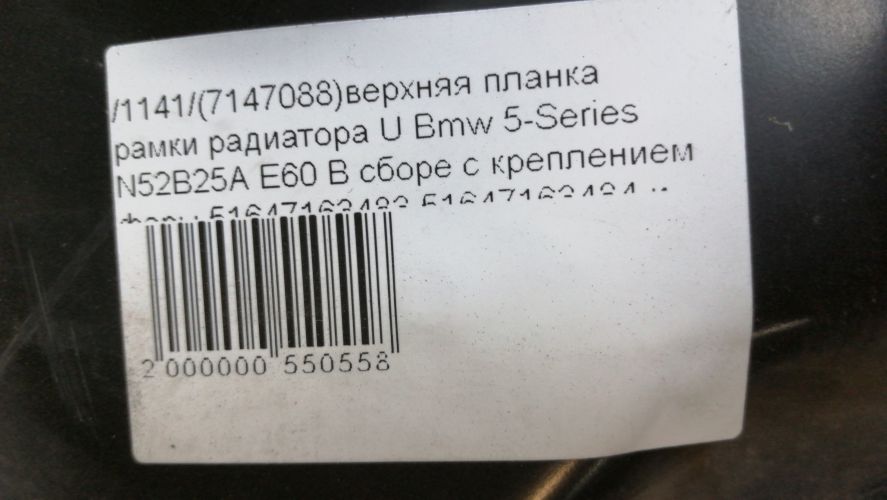 /1141/(7147088)верхняя планка
рамки радиатора U Bmw 5-Series
N52B25A E60 В сборе с креплением
2 000000 550558